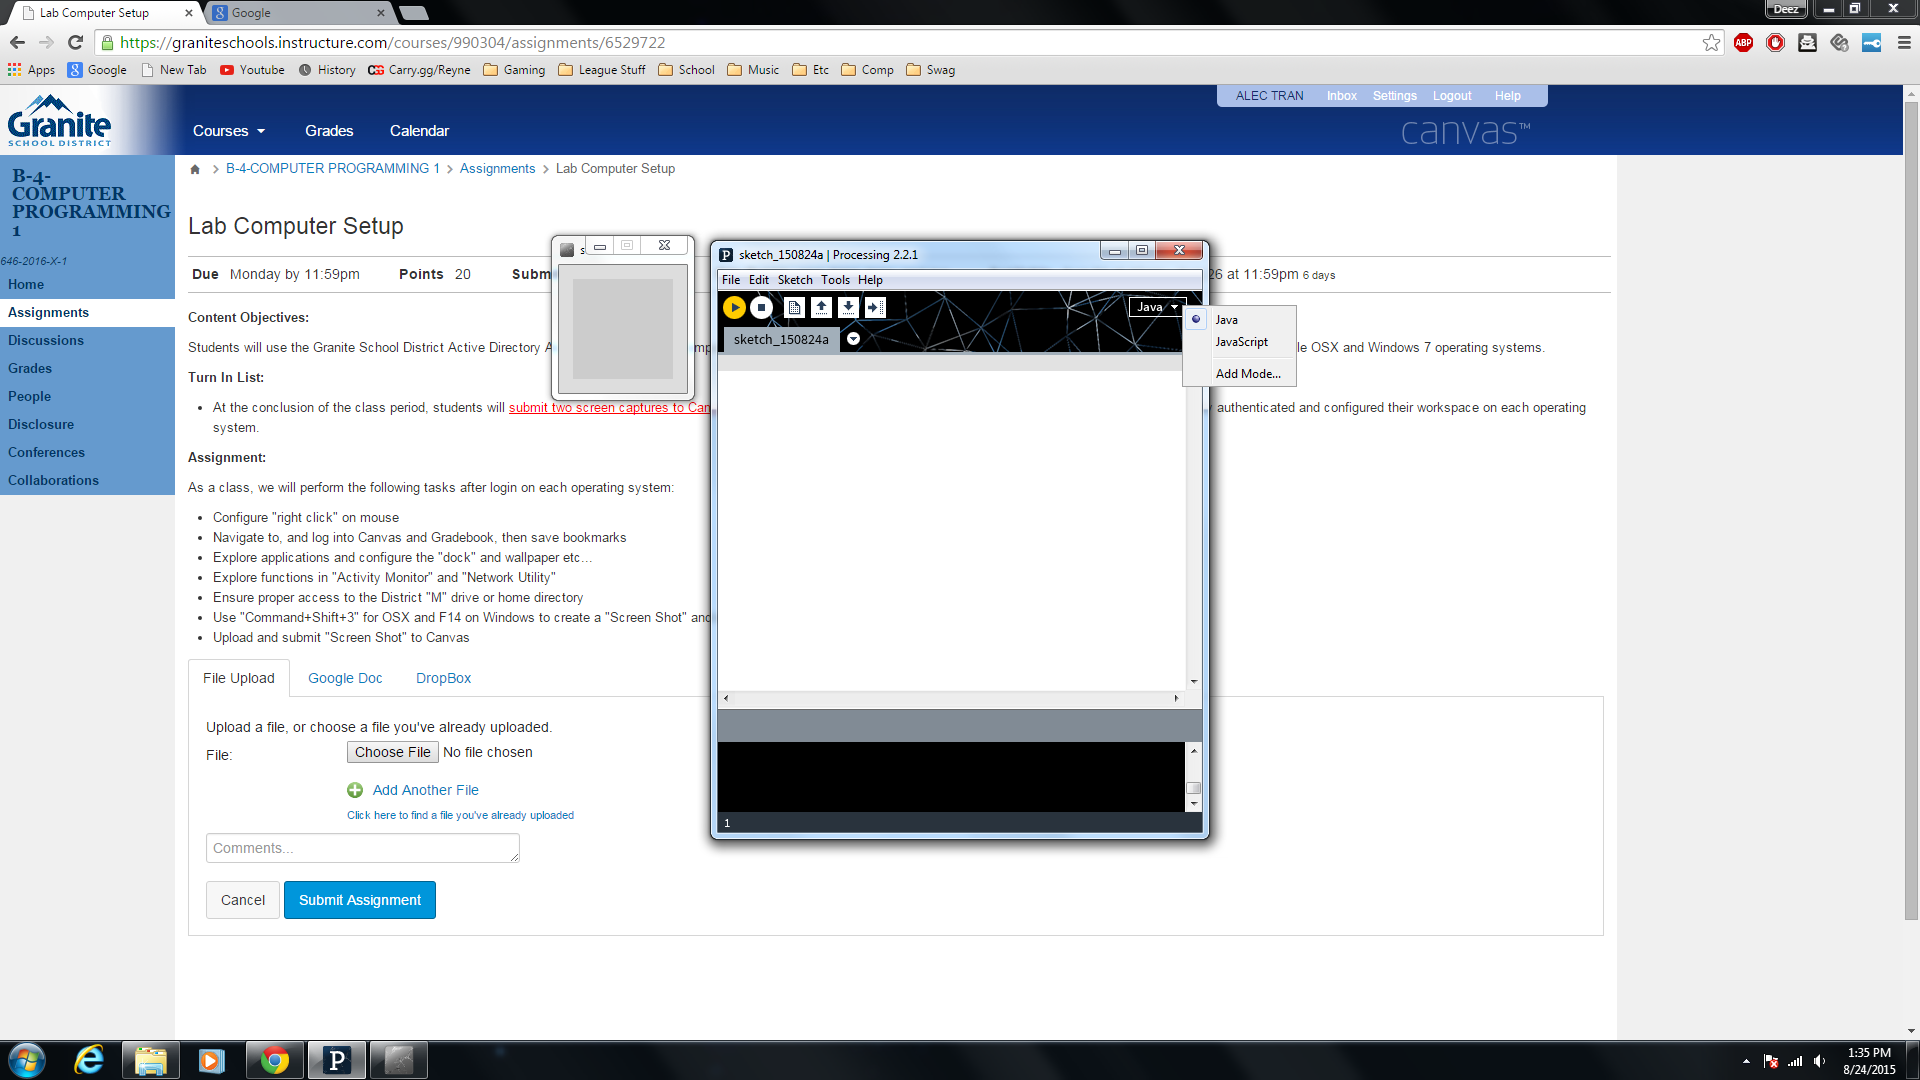 Lab Computer Setup
Google
Deez
https://graniteschools.instructure.com/courses/990304/assignments/6529722
ABP
Apps Google New Tab Youtube History Carry.gg/Reyne Gaming League Stuff School Music Etc Comp Swag
Granite
SCHOOL DISTRICT
Courses Grades Calendar
ALEC TRAN Inbox Settings Logout Help
canvas™
B-4-
COMPUTER
PROGRAMMING
1
646-2016-X-1
Home
Assignments
Discussions
Grades
People
Disclosure
Conferences
Collaborations
B-4-COMPUTER PROGRAMMING 1 > Assignments > Lab Computer Setup
Lab Computer Setup
Due Monday by 11:59pm Points 20 Subm
26 at 11:59pm 6 days
Content Objectives:
Students will use the Granite School District Active Directory A
mp
le OSX and Windows 7 operating systems.
Turn In List:
• At the conclusion of the class period, students will submit two screen captures to Can
y authenticated and configured their workspace on each operating
system.
Assignment:
As a class, we will perform the following tasks after login on each operating system:
• Configure "right click" on mouse
• Navigate to, and log into Canvas and Gradebook, then save bookmarks
• Explore applications and configure the "dock" and wallpaper etc...
• Explore functions in "Activity Monitor" and "Network Utility"
• Ensure proper access to the District "M" drive or home directory
• Use "Command+Shift+3" for OSX and F14 on Windows to create a "Screen Shot" and
• Upload and submit "Screen Shot" to Canvas
File Upload Google Doc DropBox
Upload a file, or choose a file you've already uploaded.
File: Choose File No file chosen
Add Another File
Click here to find a file you've already uploaded
Comments...
Cancel Submit Assignment
s
P sketch_150824a | Processing 2.2.1
File Edit Sketch Tools Help
Java
sketch_150824a
Java
JavaScript
Add Mode...
1
P
1:35 PM
8/24/2015